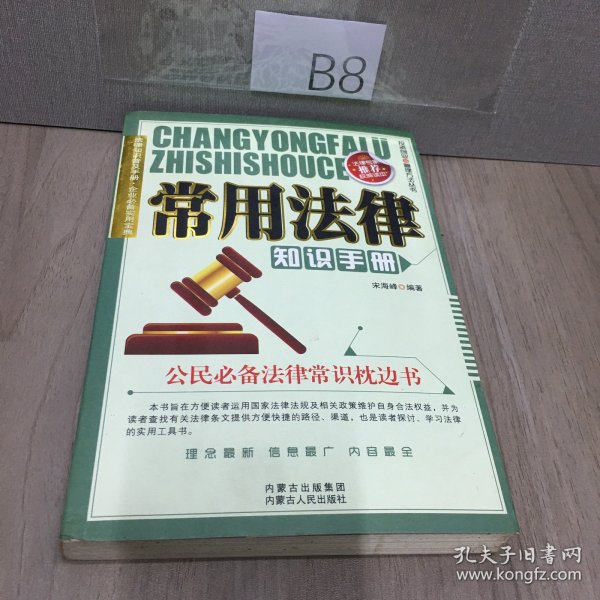 B8
CHANGYONGFALÜ
ZHISHISHOUCE
推荐
常用法律
知识手册
宋海峰 编著
公民必备法律常识枕边书
本书旨在方便读者运用国家法律法规及相关政策维护自身合法权益，并为
读者查找有关法律条文提供方便快捷的路径、渠道，也是读者探讨、学习法律
的实用工具书。
理念最新 信息最广 内容最全
内蒙古出版集团
内蒙古人民出版社
孔夫子旧书网
www.kongfz.com